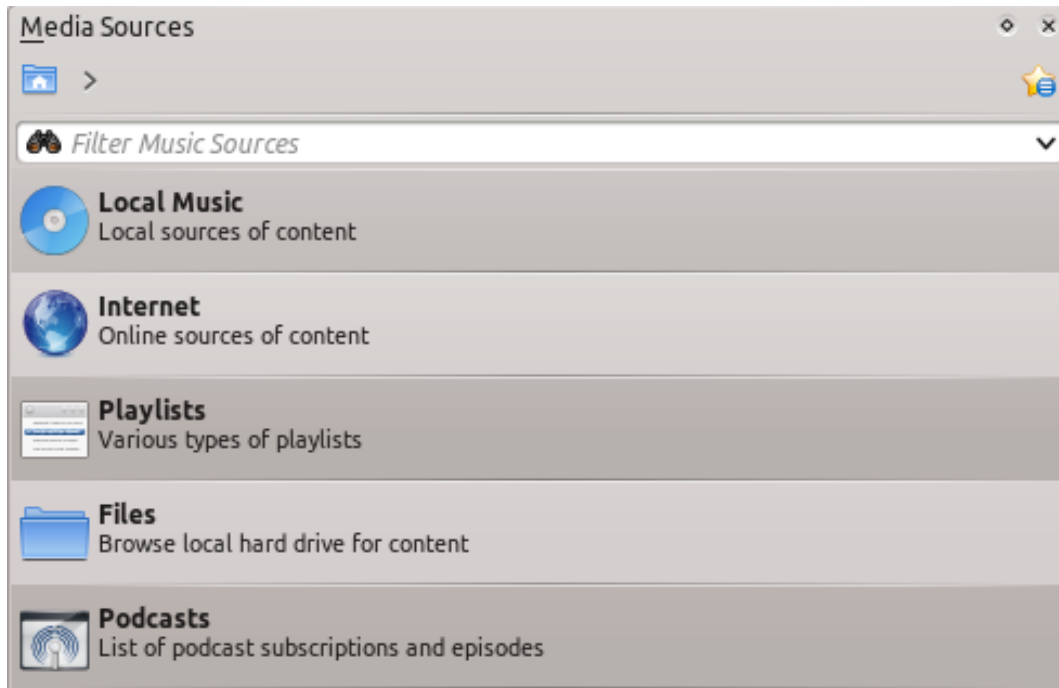 Media Sources
>
Filter Music Sources
Local Music
Local sources of content
Internet
Online sources of content
Playlists
Various types of playlists
Files
Browse local hard drive for content
Podcasts
List of podcast subscriptions and episodes